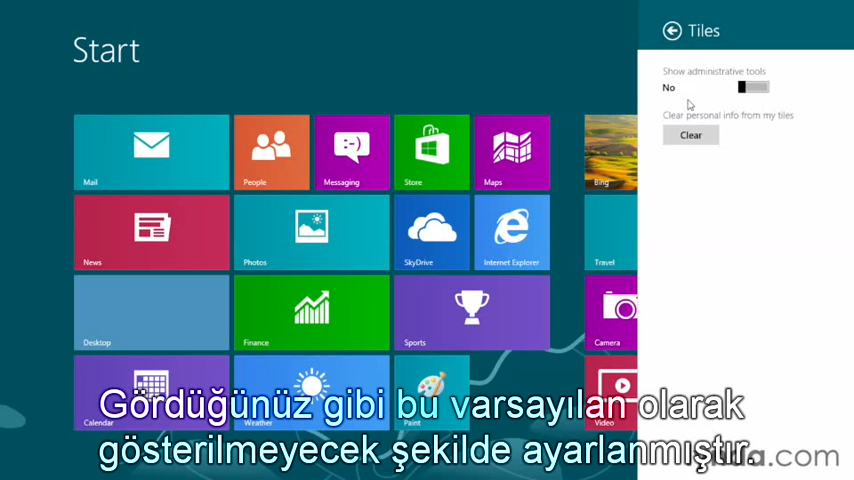 Start
Tiles
Show administrative tools
No
Clear personal info from my tiles
Clear
Mail
People
Messaging
Store
Maps
Bing
News
Photos
SkyDrive
Internet Explorer
Travel
Desktop
Finance
Sports
Camera
Calendar
Weather
Paint
Video
Gördüğünüz gibi bu varsayılan olarak
gösterilmeyecek şekilde ayarlanmıştır.
.com